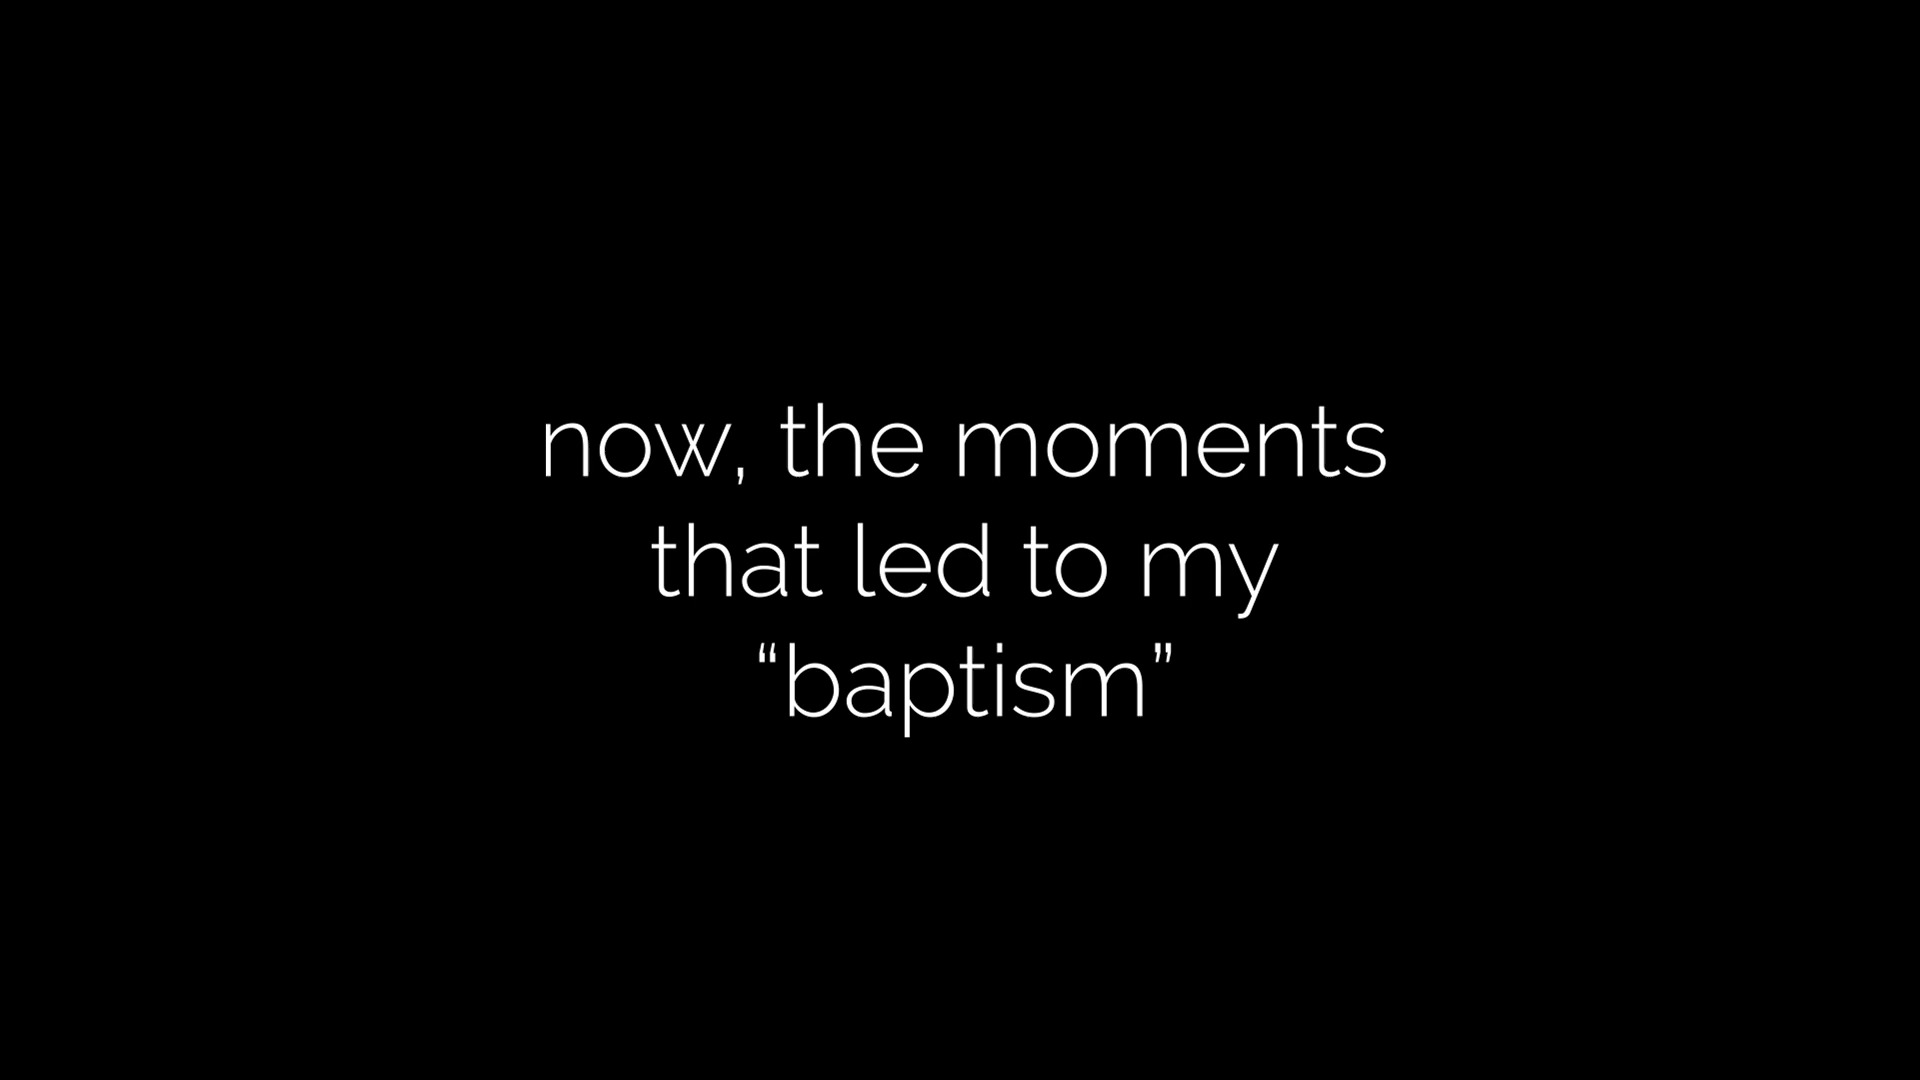 now, the moments
that led to my
“baptism”